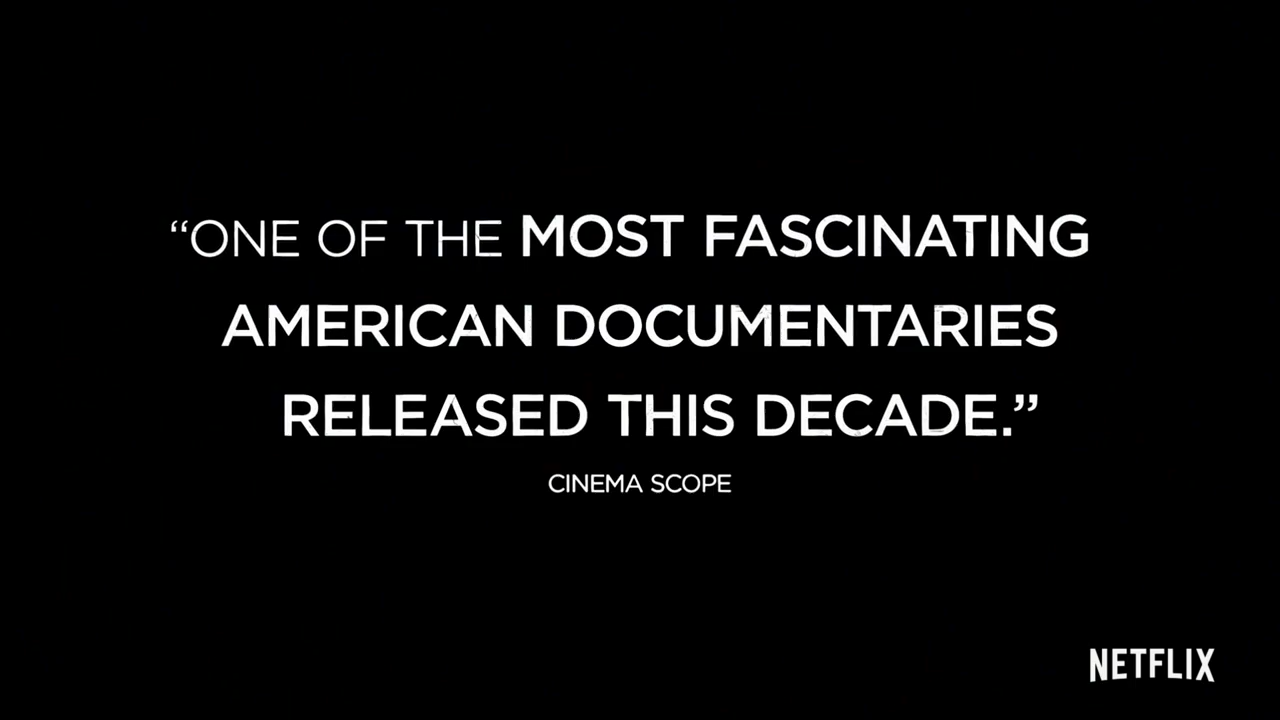 “ONE OF THE MOST FASCINATING
AMERICAN DOCUMENTARIES
RELEASED THIS DECADE.”
CINEMA SCOPE
NETFLIX